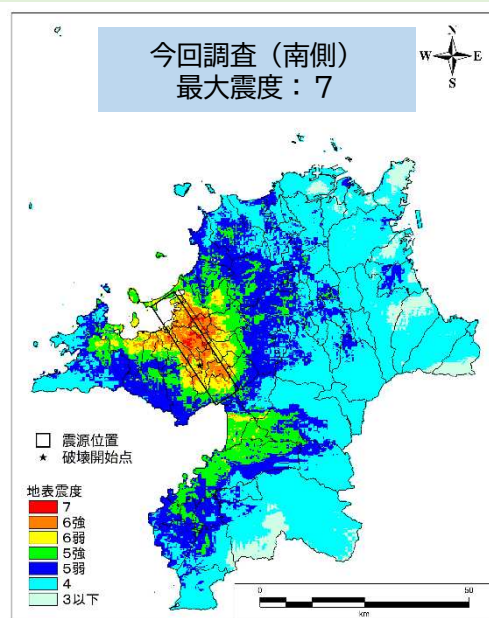 今回調査（南側）
最大震度：７
N
W E
S
震源位置
★ 破壊開始点
地表震度
7
6強
6弱
5強
5弱
4
3以下
0 50
km